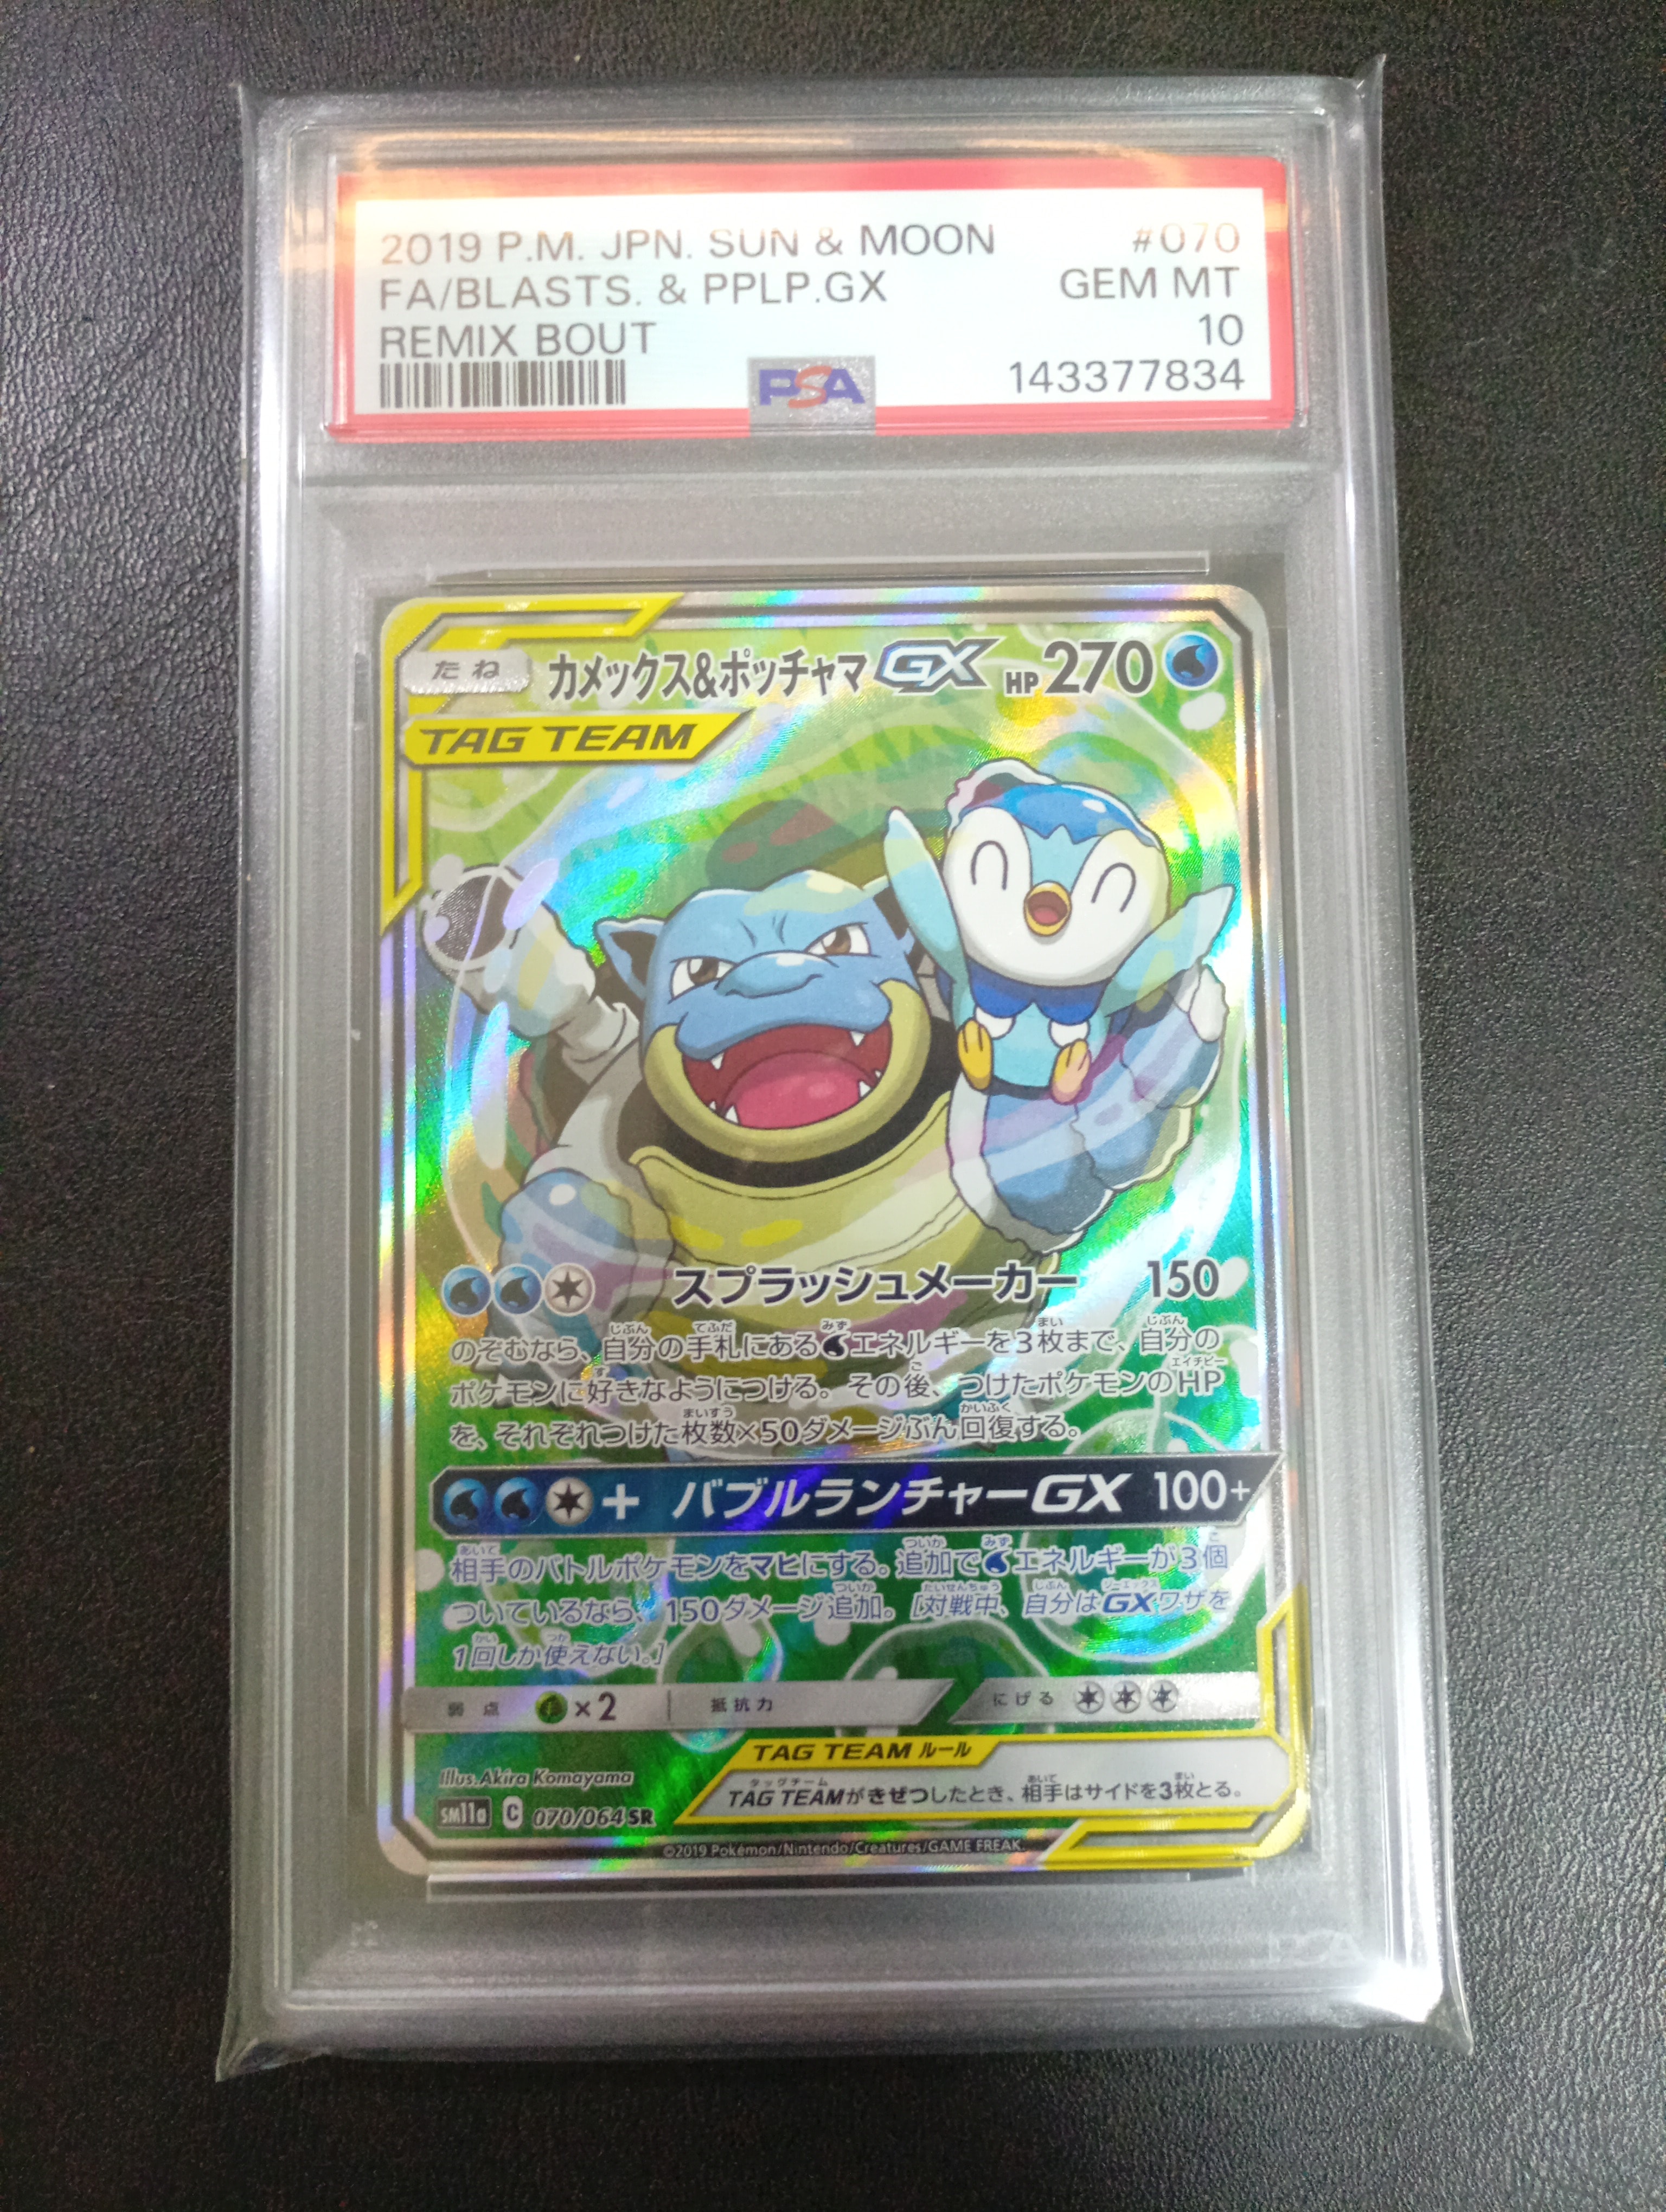 2019 P.M. JPN. SUN & MOON #070
FA/BLASTS. & PPLP.GX GEM MT
REMIX BOUT 10
PSA 143377834
たね カメックス&ポッチャマGX HP270
TAG TEAM
スプラッシュメーカー 150
のぞむなら、自分の手札にあるエネルギーを3枚まで、自分の
ポケモンに好きなようにつける。その後、つけたポケモンのHP
を、それぞれつけた枚数×50ダメージぶん回復する。
+ バブルランチャーGX 100+
相手のバトルポケモンをマヒにする。追加でエネルギーが3個
ついているなら、150ダメージ追加。[対戦中、自分はGXワザを
1回しか使えない。]
弱点 ×2 抵抗力 にげる
TAG TEAM ルール
TAG TEAMがきぜつしたとき、相手はサイドを3枚とる。
Illus.Akira Komayama
SM11a C 070/064 SR
©2019 Pokémon/Nintendo/Creatures/GAME FREAK.